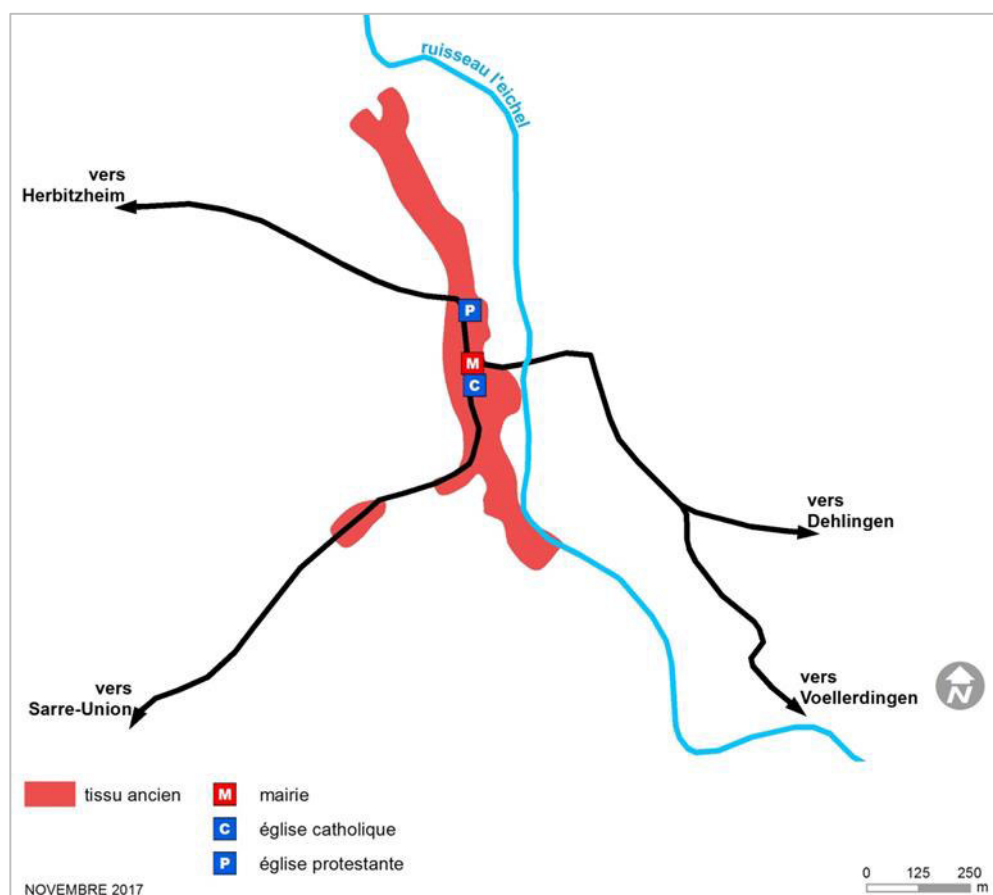 ruisseau l'eichel
vers
Herbitzheim
P
M
C
vers
Dehlingen
vers
Sarre-Union
vers
Voellerdingen
N
tissu ancien
M mairie
C église catholique
P église protestante
NOVEMBRE 2017
0 125 250
m